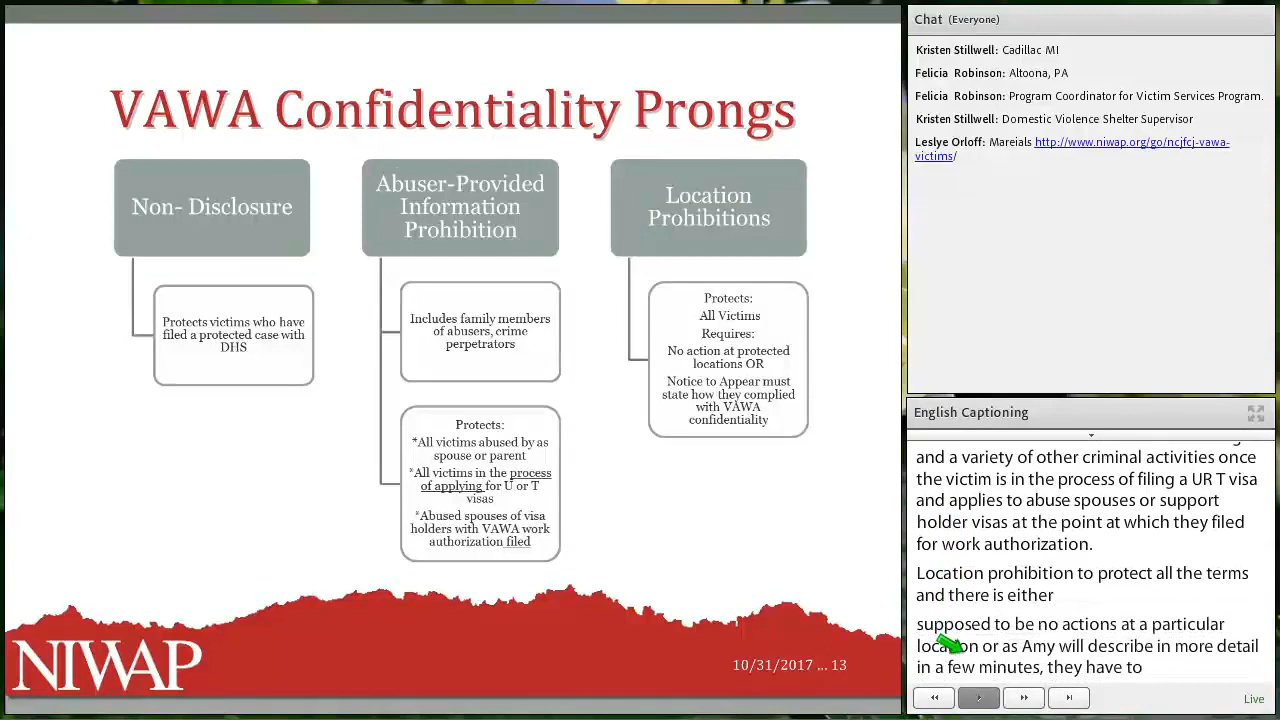 VAWA Confidentiality Prongs
Non- Disclosure
Protects victims who have
filed a protected case with
DHS
Abuser-Provided
Information
Prohibition
Includes family members
of abusers, crime
perpetrators
Protects:
*All victims abused by as
spouse or parent
*All victims in the process
of applying for U or T
visas
*Abused spouses of visa
holders with VAWA work
authorization filed
Location
Prohibitions
Protects:
All Victims
Requires:
No action at protected
locations OR
Notice to Appear must
state how they complied
with VAWA
confidentiality
NIWAP
10/31/2017 ... 13
Chat (Everyone)
Kristen Stillwell: Cadillac MI
Felicia Robinson: Altoona, PA
Felicia Robinson: Program Coordinator for Victim Services Program.
Kristen Stillwell: Domestic Violence Shelter Supervisor
Leslye Orloff: Mareials http://www.niwap.org/go/ncjfcj-vawa-
victims/
English Captioning
and a variety of other criminal activities once
the victim is in the process of filing a UR T visa
and applies to abuse spouses or support
holder visas at the point at which they filed
for work authorization.
Location prohibition to protect all the terms
and there is either
supposed to be no actions at a particular
location or as Amy will describe in more detail
in a few minutes, they have to
Live